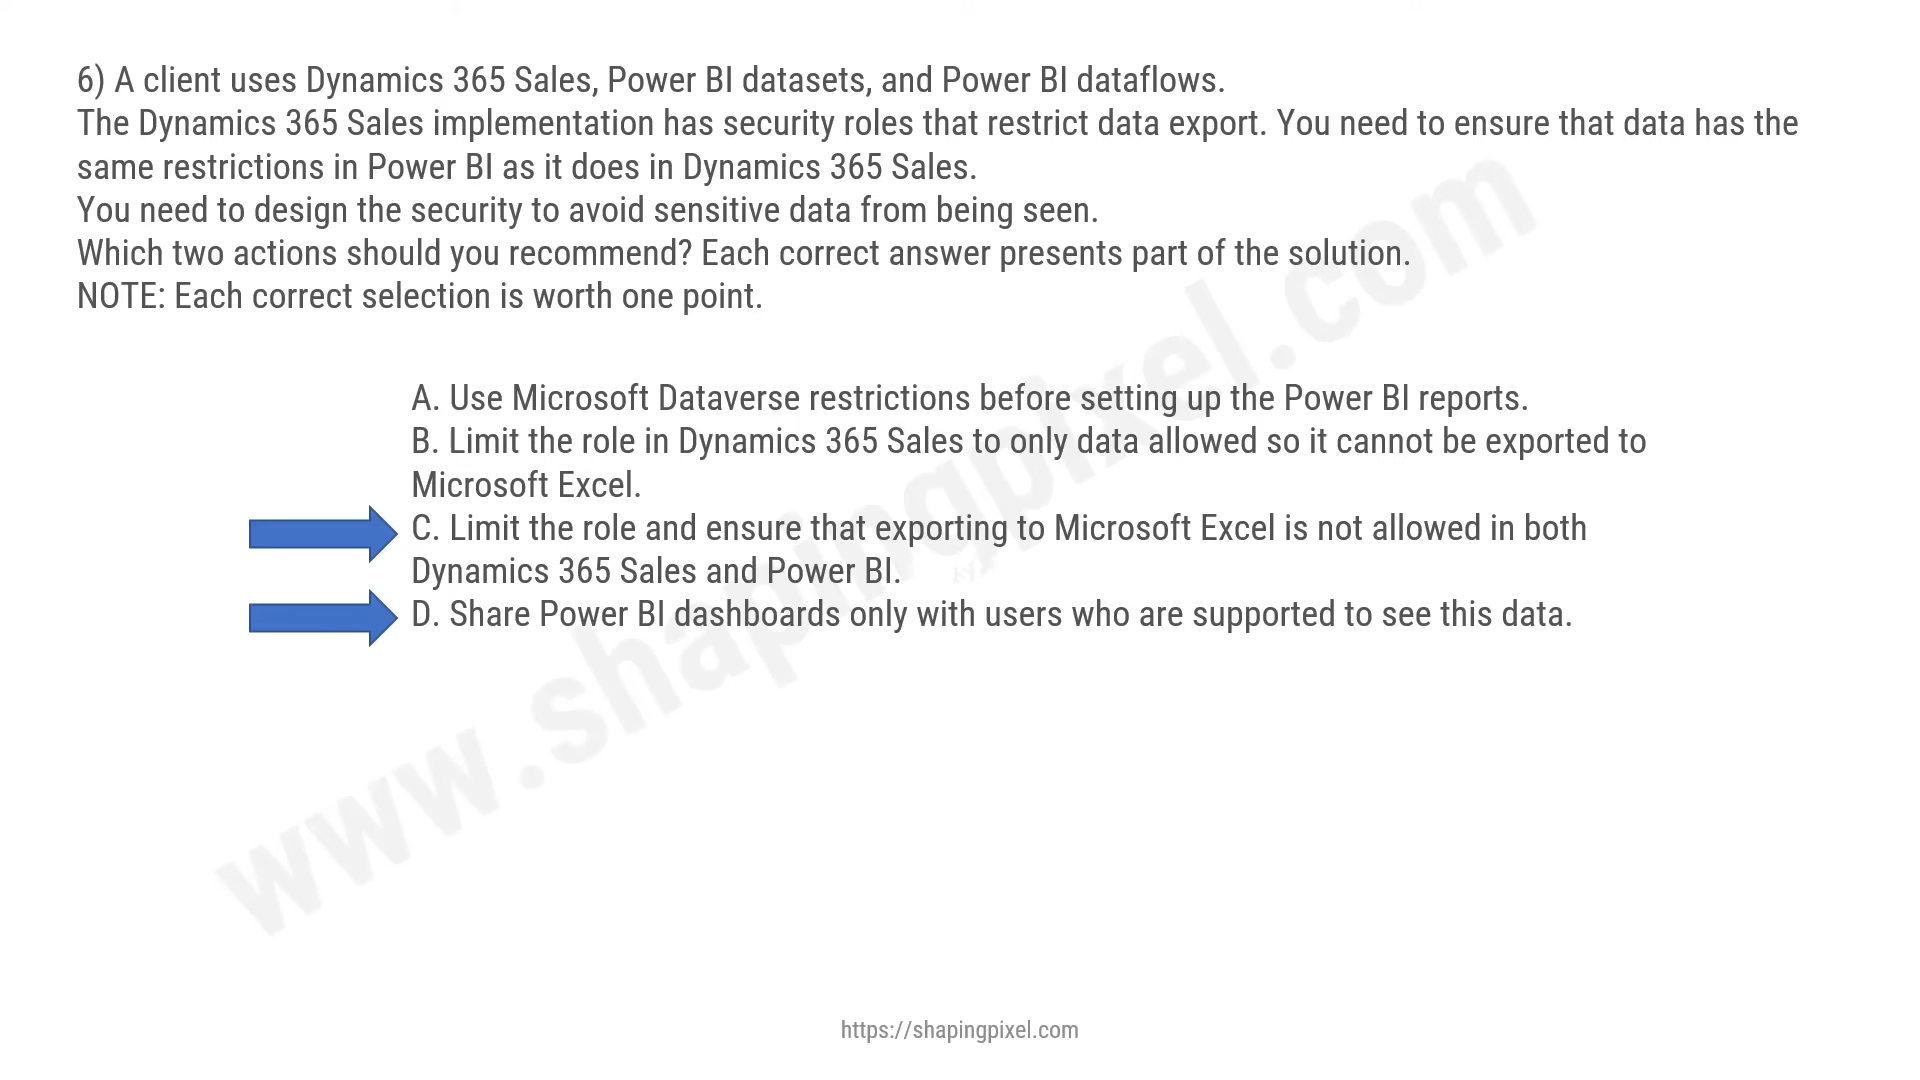 6) A client uses Dynamics 365 Sales, Power BI datasets, and Power BI dataflows.
The Dynamics 365 Sales implementation has security roles that restrict data export. You need to ensure that data has the
same restrictions in Power BI as it does in Dynamics 365 Sales.
You need to design the security to avoid sensitive data from being seen.
Which two actions should you recommend? Each correct answer presents part of the solution.
NOTE: Each correct selection is worth one point.
A. Use Microsoft Dataverse restrictions before setting up the Power BI reports.
B. Limit the role in Dynamics 365 Sales to only data allowed so it cannot be exported to
Microsoft Excel.
C. Limit the role and ensure that exporting to Microsoft Excel is not allowed in both
Dynamics 365 Sales and Power BI.
D. Share Power BI dashboards only with users who are supported to see this data.
www.shapingpixel.com
https://shapingpixel.com